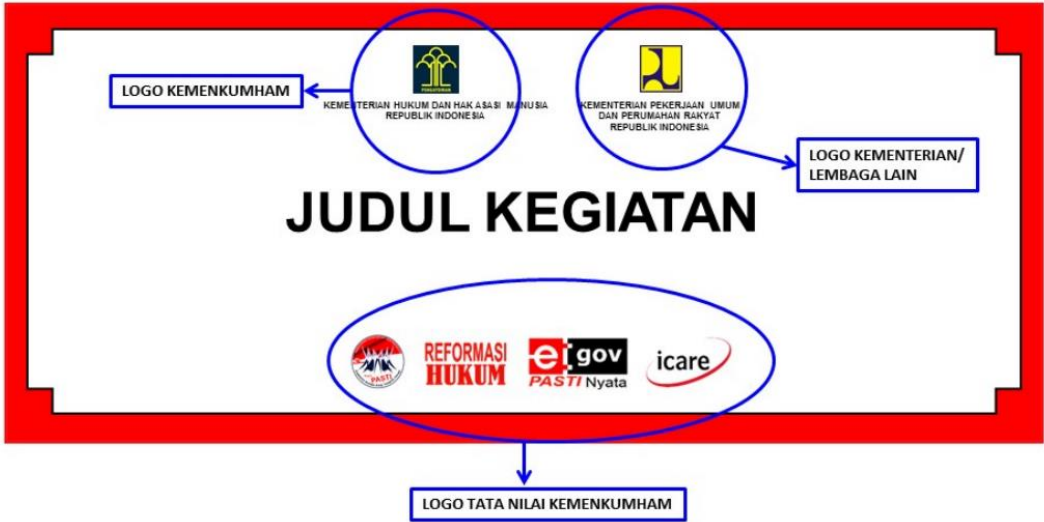 LOGO KEMENKUMHAM
PENGAYOMAN
KEMENTERIAN HUKUM DAN HAK ASASI MANUSIA
REPUBLIK INDONESIA
KEMENTERIAN PEKERJAAN UMUM
DAN PERUMAHAN RAKYAT
REPUBLIK INDONESIA
LOGO KEMENTERIAN/
LEMBAGA LAIN
JUDUL KEGIATAN
PASTI
REFORMASI
HUKUM
e gov
PASTI Nyata
icare
LOGO TATA NILAI KEMENKUMHAM